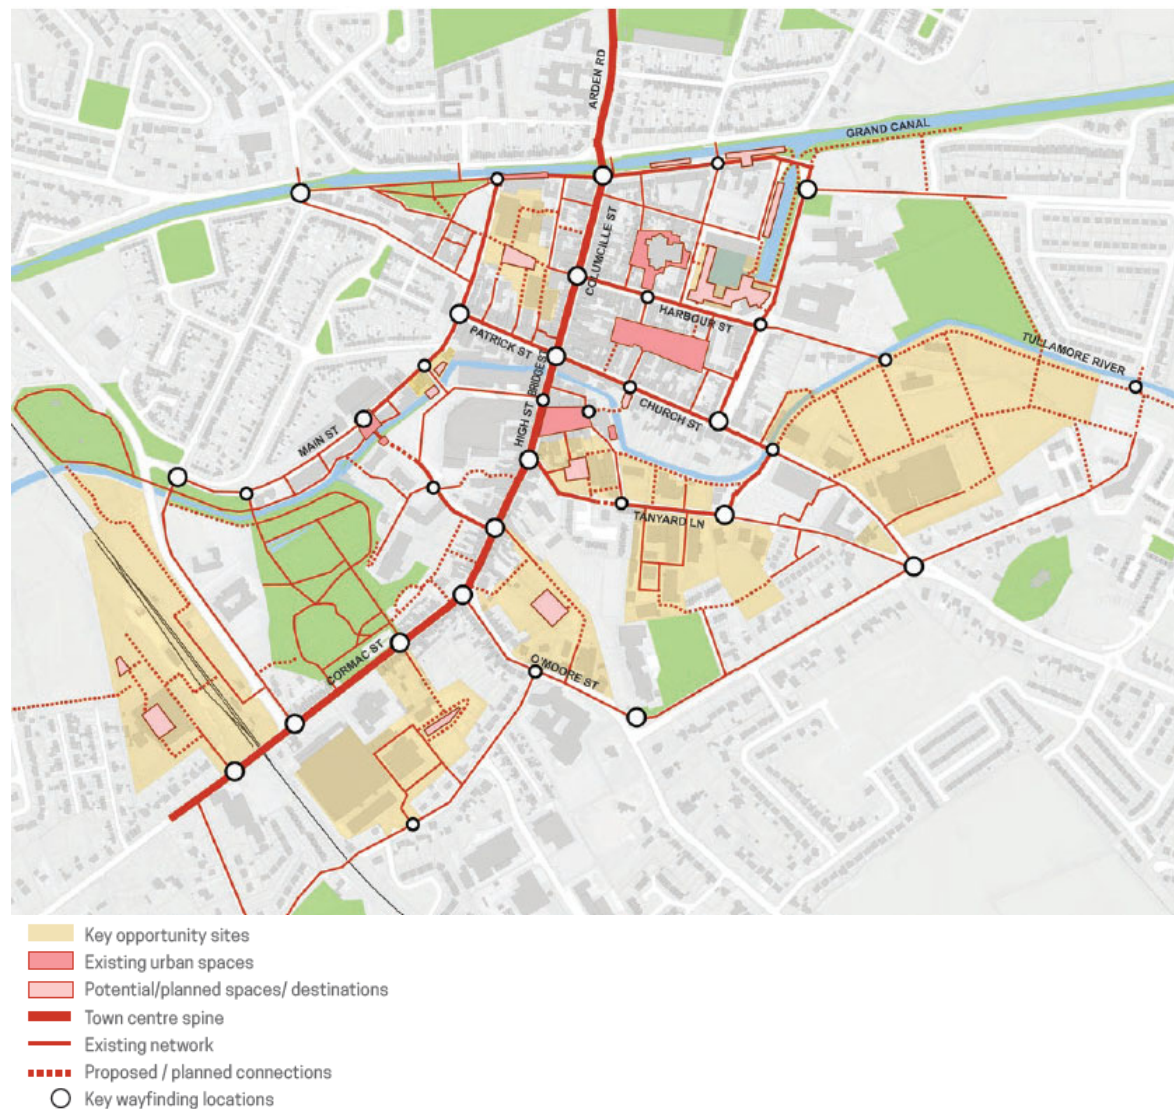 ARDEN RD
GRAND CANAL
COLUMCILLE ST
HARBOUR ST
PATRICK ST
TULLAMORE RIVER
BRIDGE ST
CHURCH ST
HIGH ST
MAIN ST
TANYARD LN
O'MOORE ST
CORMAC ST
Key opportunity sites
Existing urban spaces
Potential/planned spaces/ destinations
Town centre spine
Existing network
Proposed / planned connections
Key wayfinding locations